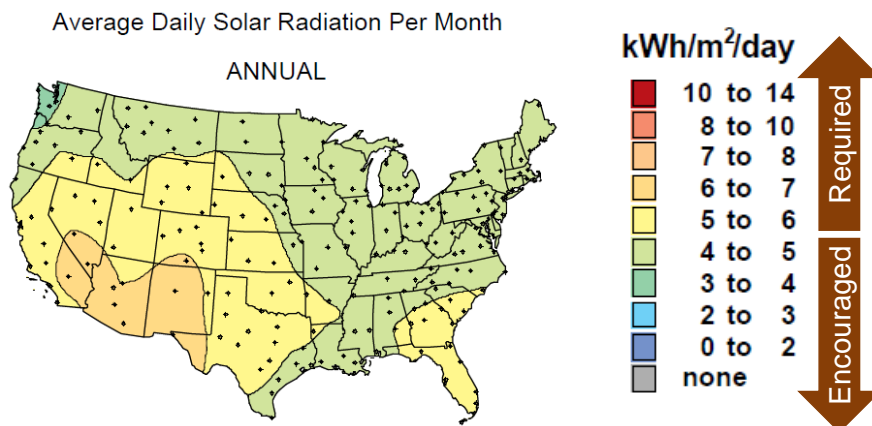 Average Daily Solar Radiation Per Month
ANNUAL
kWh/m²/day
10 to 14
8 to 10
7 to 8
6 to 7
5 to 6
4 to 5
3 to 4
2 to 3
0 to 2
none
Required
Encouraged